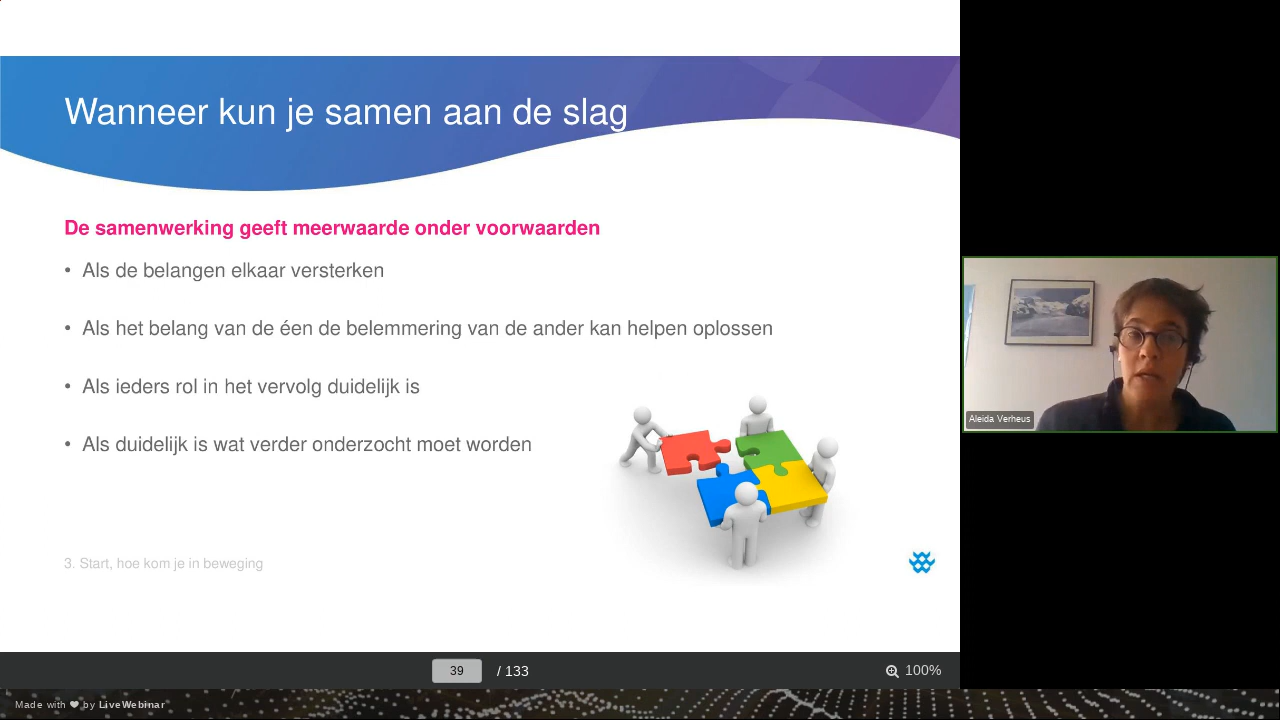 Wanneer kun je samen aan de slag
De samenwerking geeft meerwaarde onder voorwaarden
• Als de belangen elkaar versterken
• Als het belang van de éen de belemmering van de ander kan helpen oplossen
• Als ieders rol in het vervolg duidelijk is
• Als duidelijk is wat verder onderzocht moet worden
3. Start, hoe kom je in beweging
Aleida Verheus
39 / 133
100%
Made with ❤ by LiveWebinar